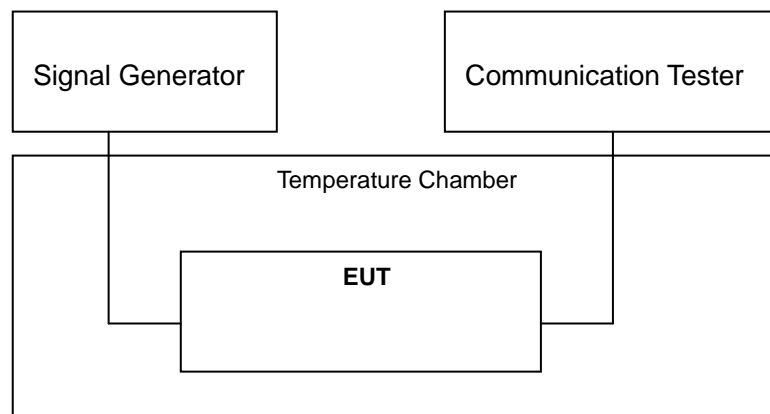 Signal Generator
Communication Tester
Temperature Chamber
EUT